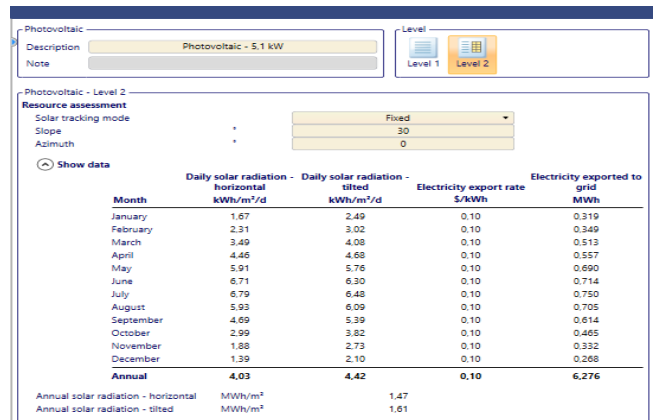 Photovoltaic
Description Photovoltaic - 5,1 kW
Note
Level
Level 1 Level 2
Photovoltaic - Level 2
Resource assessment
Solar tracking mode Fixed
Slope ° 30
Azimuth ° 0
Show data
Daily solar radiation - Daily solar radiation - Electricity exported to
horizontal tilted Electricity export rate grid
Month kWh/m²/d kWh/m²/d $/kWh MWh
January 1,67 2,49 0,10 0,319
February 2,31 3,02 0,10 0,349
March 3,49 4,08 0,10 0,513
April 4,46 4,68 0,10 0,557
May 5,91 5,76 0,10 0,690
June 6,71 6,30 0,10 0,714
July 6,79 6,48 0,10 0,750
August 5,93 6,09 0,10 0,705
September 4,69 5,39 0,10 0,614
October 2,99 3,82 0,10 0,465
November 1,88 2,73 0,10 0,332
December 1,39 2,10 0,10 0,268
Annual 4,03 4,42 0,10 6,276
Annual solar radiation - horizontal MWh/m² 1,47
Annual solar radiation - tilted MWh/m² 1,61